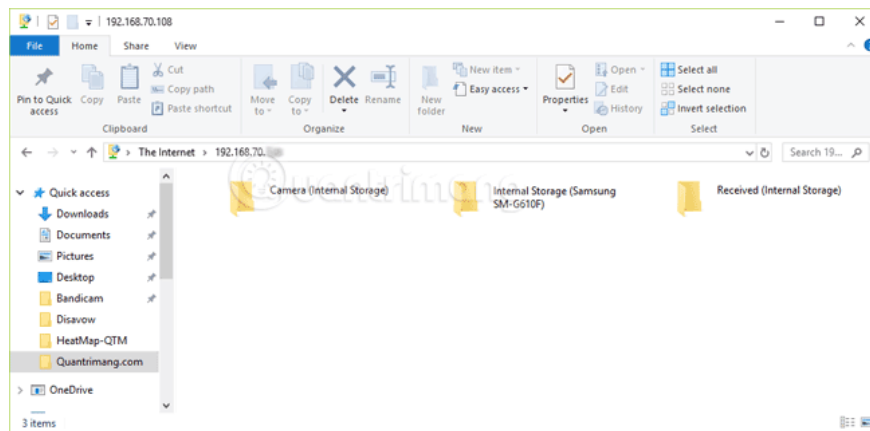 192.168.70.108
File Home Share View
Pin to Quick access
Copy
Paste
Cut
Copy path
Paste shortcut
Clipboard
Move to
Copy to
Delete
Rename
Organize
New folder
New item
Easy access
New
Properties
Open
Edit
History
Open
Select all
Select none
Invert selection
Select
The Internet > 192.168.70.
Search 19...
Quick access
Downloads
Documents
Pictures
Desktop
Bandicam
Disavow
HeatMap-QTM
Quantrimang.com
OneDrive
Quantrimang
Camera (Internal Storage)
Internal Storage (Samsung
SM-G610F)
Received (Internal Storage)
3 items